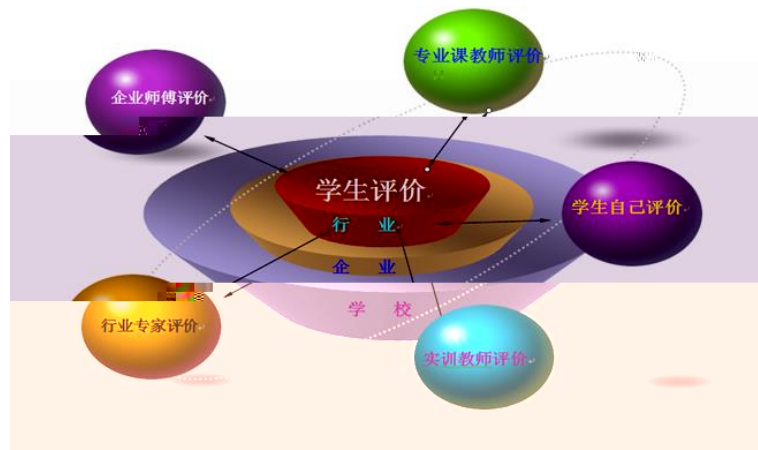 专业课教师评价
企业师傅评价
学生评价
学生自己评价
行 业
企 业
学 校
行业专家评价
实训教师评价